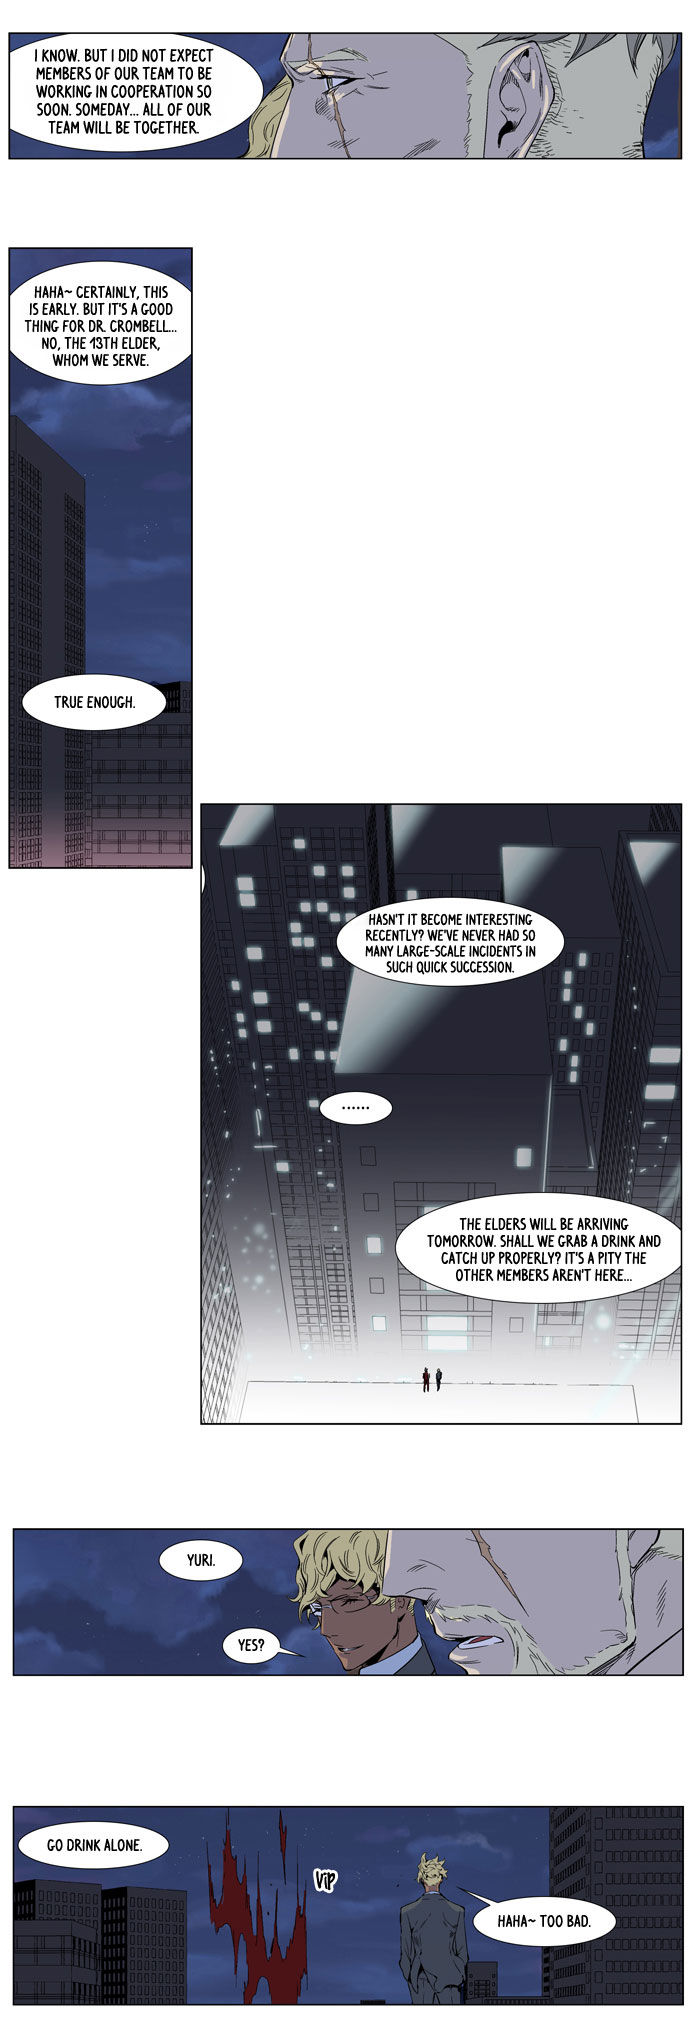 I KNOW. BUT I DID NOT EXPECT
MEMBERS OF OUR TEAM TO BE
WORKING IN COOPERATION SO
SOON. SOMEDAY... ALL OF OUR
TEAM WILL BE TOGETHER.
HAHA~ CERTAINLY, THIS
IS EARLY. BUT IT'S A GOOD
THING FOR DR. CROMBELL...
NO, THE 13TH ELDER,
WHOM WE SERVE.
TRUE ENOUGH.
HASN'T IT BECOME INTERESTING
RECENTLY? WE'VE NEVER HAD SO
MANY LARGE-SCALE INCIDENTS IN
SUCH QUICK SUCCESSION.
......
THE ELDERS WILL BE ARRIVING
TOMORROW. SHALL WE GRAB A DRINK AND
CATCH UP PROPERLY? IT'S A PITY THE
OTHER MEMBERS AREN'T HERE...
YURI.
YES?
GO DRINK ALONE.
VIP
HAHA~ TOO BAD.